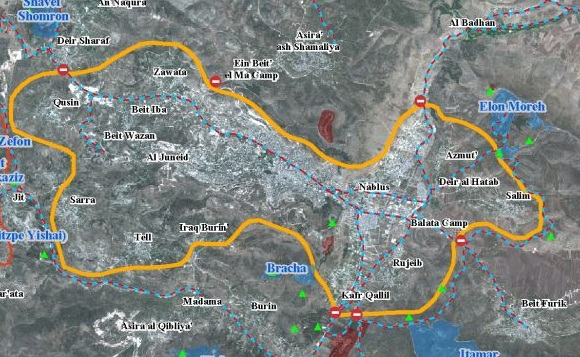 Shavei
Shomron
An Naqura
Al Badhan
Deir Sharaf
Asira'
ash Shamaliya
Zawata
Ein Beit'
el Ma Camp
Qusin
Beit Iba
Elon Moreh
Beit Wazan
Al Juneid
Azmut'
Nablus
Deir al Hatab
Jit
Sarra
Salim
Balata Camp
Iraq Burin'
Tell
Rujeib
Bracha
Kafr Qallil
Madama
Burin
Beit Furik
Asira al Qibliya'
Itamar